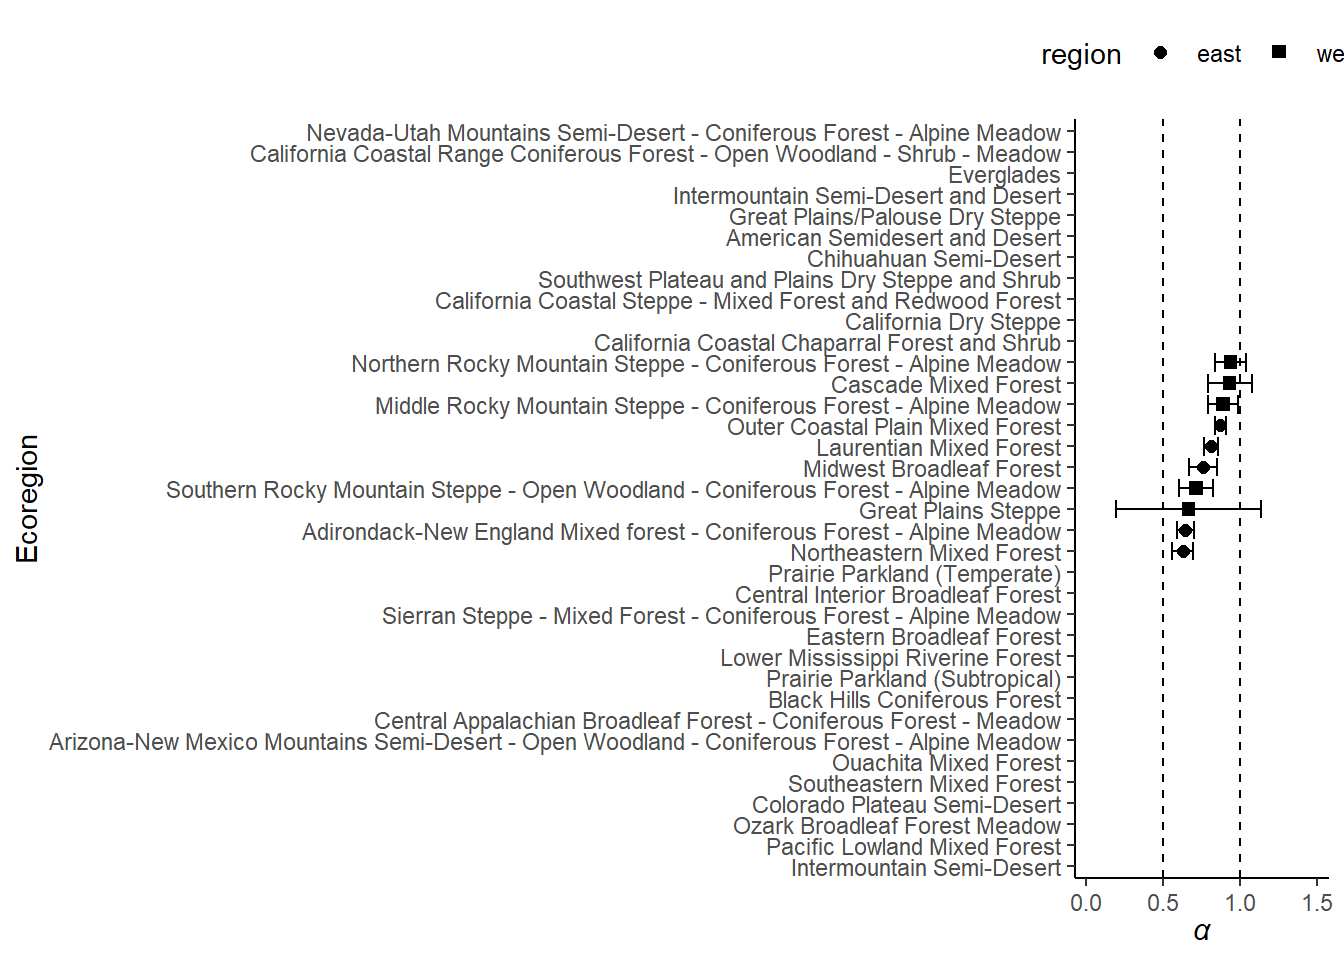 region east we
Nevada-Utah Mountains Semi-Desert - Coniferous Forest - Alpine Meadow
California Coastal Range Coniferous Forest - Open Woodland - Shrub - Meadow
Everglades
Intermountain Semi-Desert and Desert
Great Plains/Palouse Dry Steppe
American Semidesert and Desert
Chihuahuan Semi-Desert
Southwest Plateau and Plains Dry Steppe and Shrub
California Coastal Steppe - Mixed Forest and Redwood Forest
California Dry Steppe
California Coastal Chaparral Forest and Shrub
Northern Rocky Mountain Steppe - Coniferous Forest - Alpine Meadow
Cascade Mixed Forest
Middle Rocky Mountain Steppe - Coniferous Forest - Alpine Meadow
Outer Coastal Plain Mixed Forest
Laurentian Mixed Forest
Midwest Broadleaf Forest
Southern Rocky Mountain Steppe - Open Woodland - Coniferous Forest - Alpine Meadow
Great Plains Steppe
Adirondack-New England Mixed forest - Coniferous Forest - Alpine Meadow
Northeastern Mixed Forest
Prairie Parkland (Temperate)
Central Interior Broadleaf Forest
Sierran Steppe - Mixed Forest - Coniferous Forest - Alpine Meadow
Eastern Broadleaf Forest
Lower Mississippi Riverine Forest
Prairie Parkland (Subtropical)
Black Hills Coniferous Forest
Central Appalachian Broadleaf Forest - Coniferous Forest - Meadow
Arizona-New Mexico Mountains Semi-Desert - Open Woodland - Coniferous Forest - Alpine Meadow
Ouachita Mixed Forest
Southeastern Mixed Forest
Colorado Plateau Semi-Desert
Ozark Broadleaf Forest Meadow
Pacific Lowland Mixed Forest
Intermountain Semi-Desert
Ecoregion
0.0 0.5 1.0 1.5
α